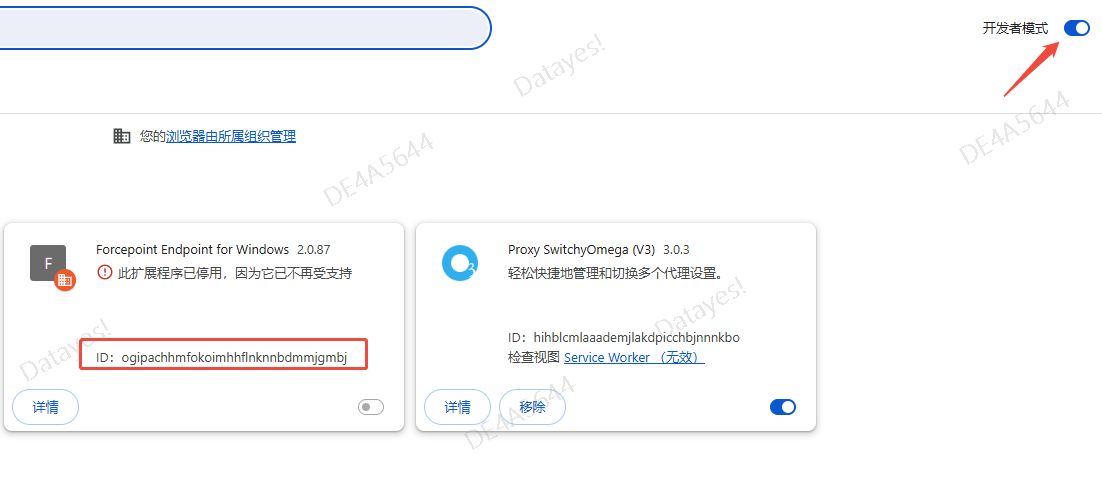 开发者模式
Datayes!
您的浏览器由所属组织管理
DE4A5644
DE4A5644
F
Forcepoint Endpoint for Windows 2.0.87
此扩展程序已停用，因为它已不再受支持
ID：ogipachhmfokoimhhflnknnbdmmjgmbj
详情
3
Proxy SwitchyOmega (V3) 3.0.3
轻松快捷地管理和切换多个代理设置。
ID：hihblcmlaaademjlakdpicchbjnnnkbo
检查视图 Service Worker （无效）
详情
移除
Datayes!
Datayes!
DE4A5644